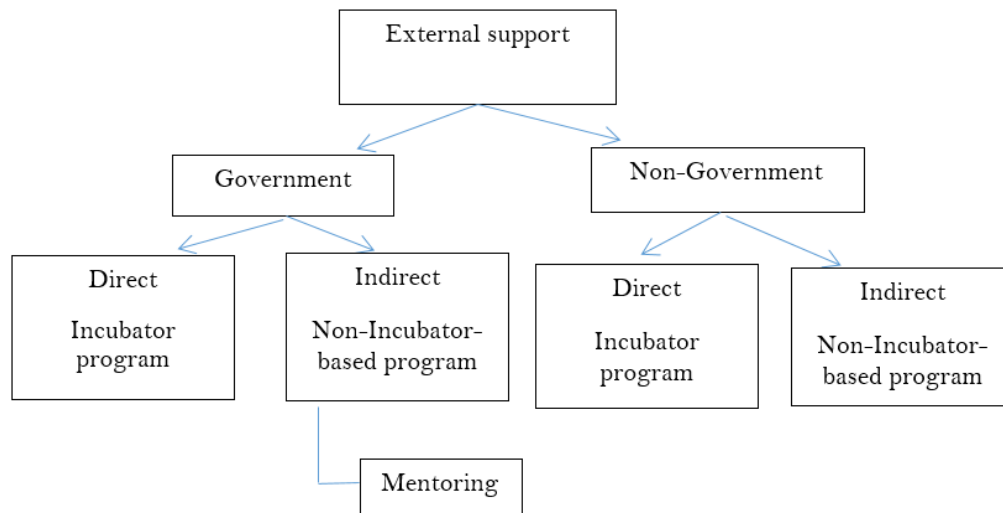 External support
Government
Non-Government
Direct
Incubator
program
Indirect
Non-Incubator-
based program
Direct
Incubator
program
Indirect
Non-Incubator-
based program
Mentoring